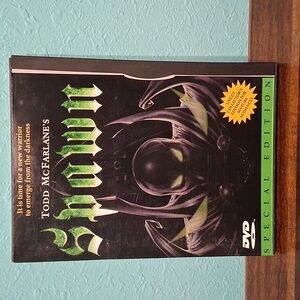 It is time for a new warrior
to emerge from the darkness
TODD MCFARLANE'S
Spawn
DVD
SPECIAL EDITION